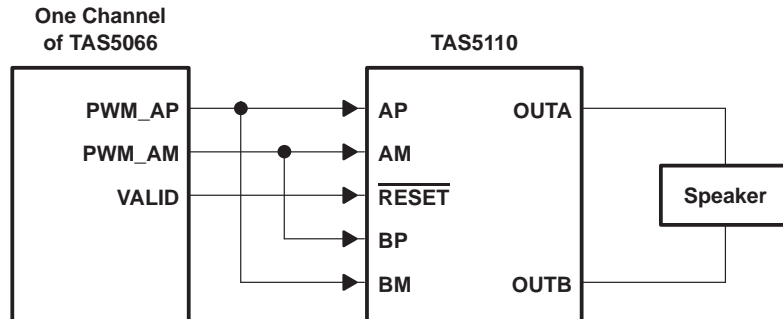 One Channel
of TAS5066
TAS5110
PWM_AP
AP
OUTA
PWM_AM
AM
VALID
RESET
Speaker
BP
BM
OUTB